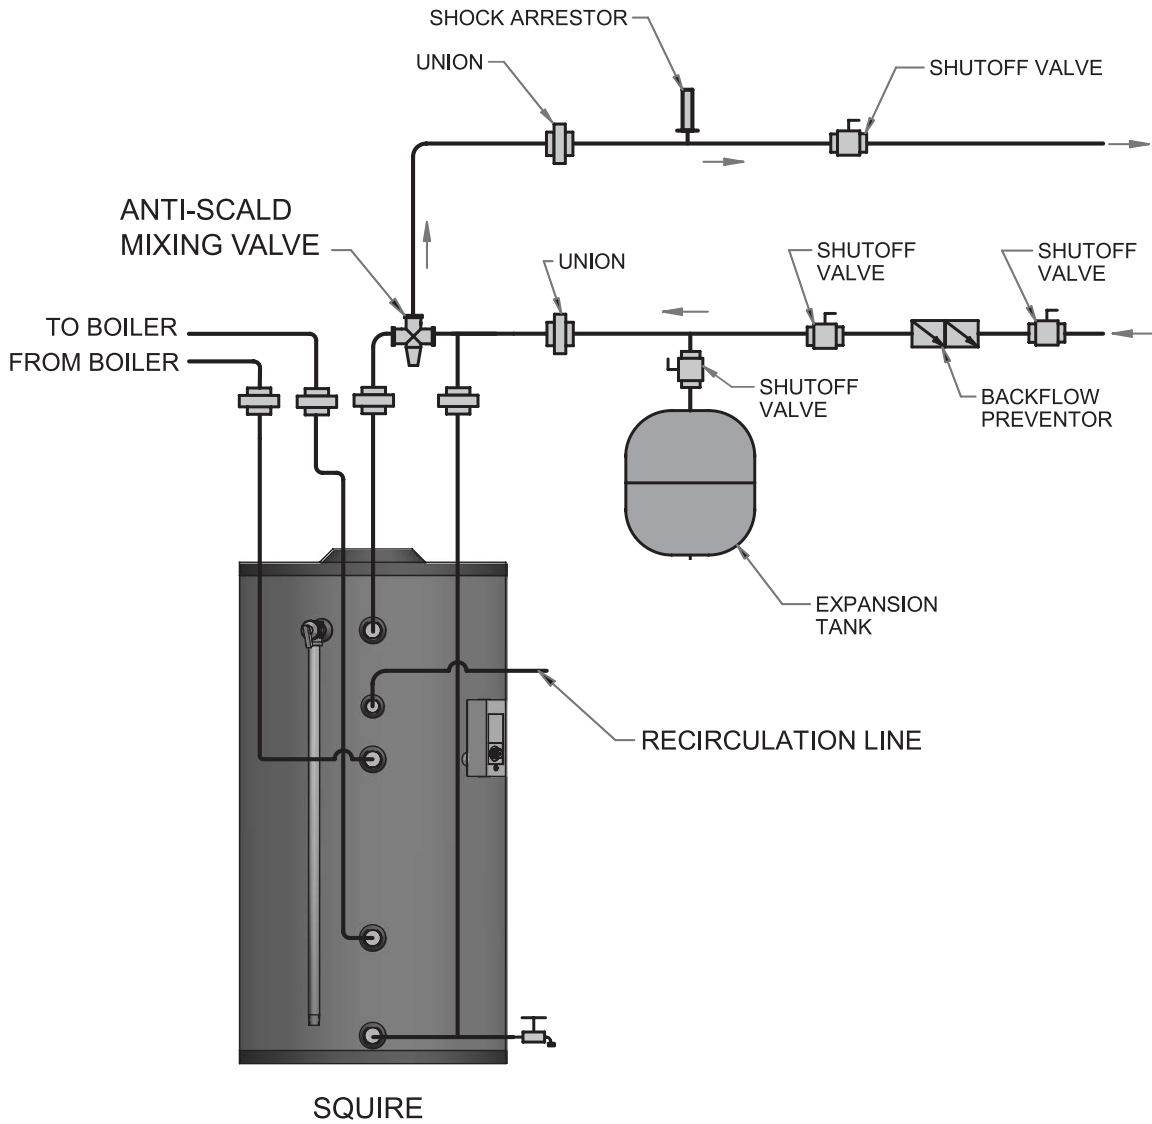 SHOCK ARRESTOR
UNION
SHUTOFF VALVE
ANTI-SCALD
MIXING VALVE
UNION
SHUTOFF
VALVE
SHUTOFF
VALVE
TO BOILER
FROM BOILER
SHUTOFF
VALVE
BACKFLOW
PREVENTOR
EXPANSION
TANK
RECIRCULATION LINE
SQUIRE